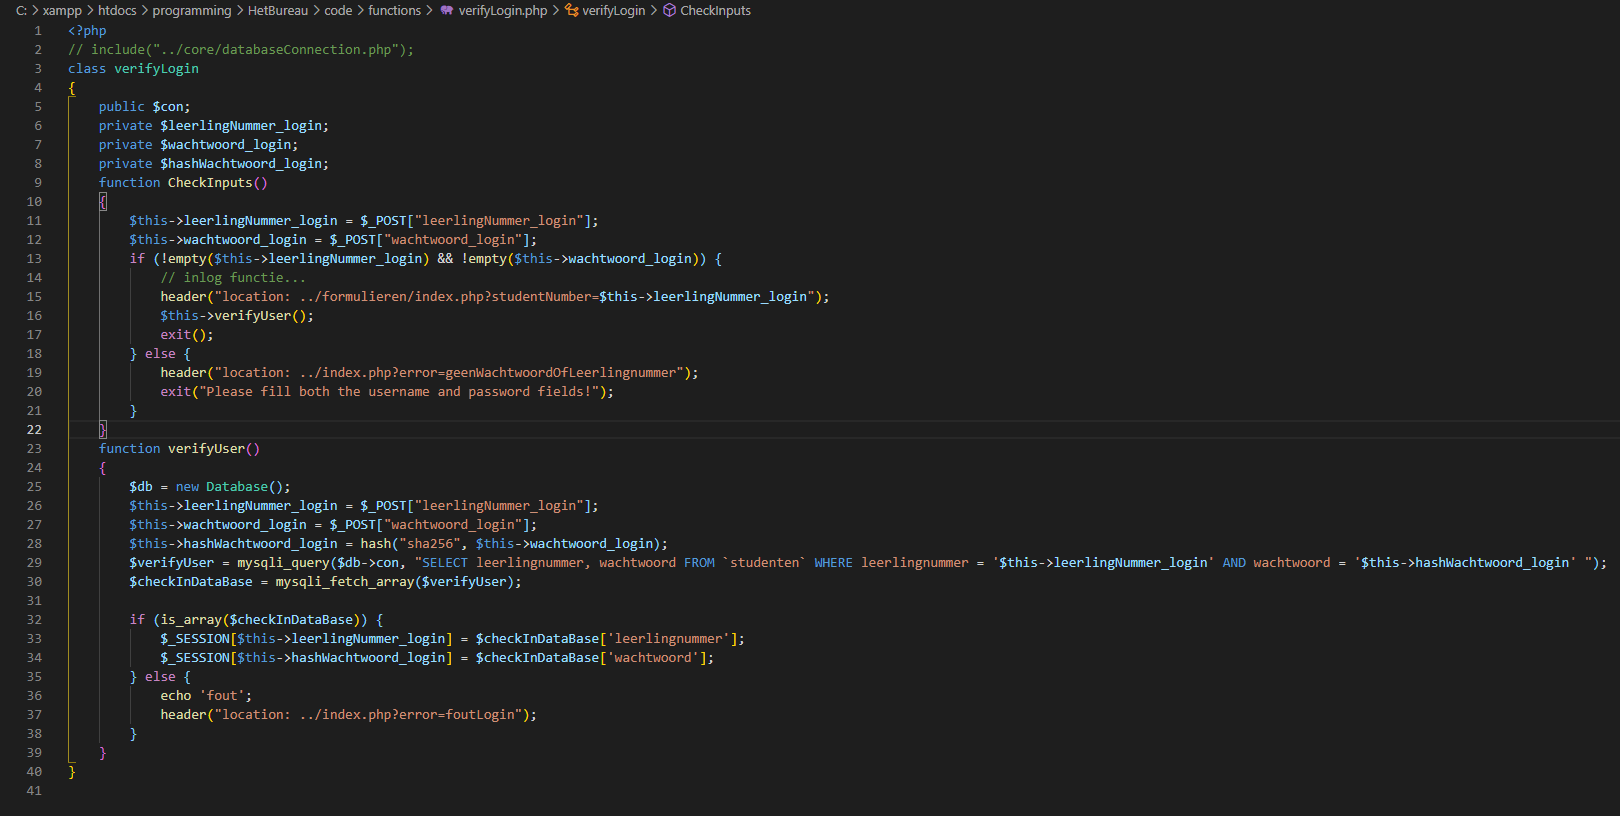 C: > xampp > htdocs > programming > HetBureau > code > functions > verifyLogin.php > verifyLogin > CheckInputs
1 <?php
2 // include("../core/databaseConnection.php");
3 class verifyLogin
4 {
5     public $con;
6     private $leerlingNummer_login;
7     private $wachtwoord_login;
8     private $hashWachtwoord_login;
9     function CheckInputs()
10     {
11         $this->leerlingNummer_login = $_POST["leerlingNummer_login"];
12         $this->wachtwoord_login = $_POST["wachtwoord_login"];
13         if (!empty($this->leerlingNummer_login) && !empty($this->wachtwoord_login)) {
14             // inlog functie...
15             header("location: ../formulieren/index.php?studentNumber=$this->leerlingNummer_login");
16             $this->verifyUser();
17             exit();
18         } else {
19             header("location: ../index.php?error=geenWachtwoordOfLeerlingnummer");
20             exit("Please fill both the username and password fields!");
21         }
22     }
23     function verifyUser()
24     {
25         $db = new Database();
26         $this->leerlingNummer_login = $_POST["leerlingNummer_login"];
27         $this->wachtwoord_login = $_POST["wachtwoord_login"];
28         $this->hashWachtwoord_login = hash("sha256", $this->wachtwoord_login);
29         $verifyUser = mysqli_query($db->con, "SELECT leerlingnummer, wachtwoord FROM `studenten` WHERE leerlingnummer = '$this->leerlingNummer_login' AND wachtwoord = '$this->hashWachtwoord_login' ");
30         $checkInDataBase = mysqli_fetch_array($verifyUser);
31
32         if (is_array($checkInDataBase)) {
33             $_SESSION[$this->leerlingNummer_login] = $checkInDataBase['leerlingnummer'];
34             $_SESSION[$this->hashWachtwoord_login] = $checkInDataBase['wachtwoord'];
35         } else {
36             echo 'fout';
37             header("location: ../index.php?error=foutLogin");
38         }
39     }
40 }
41